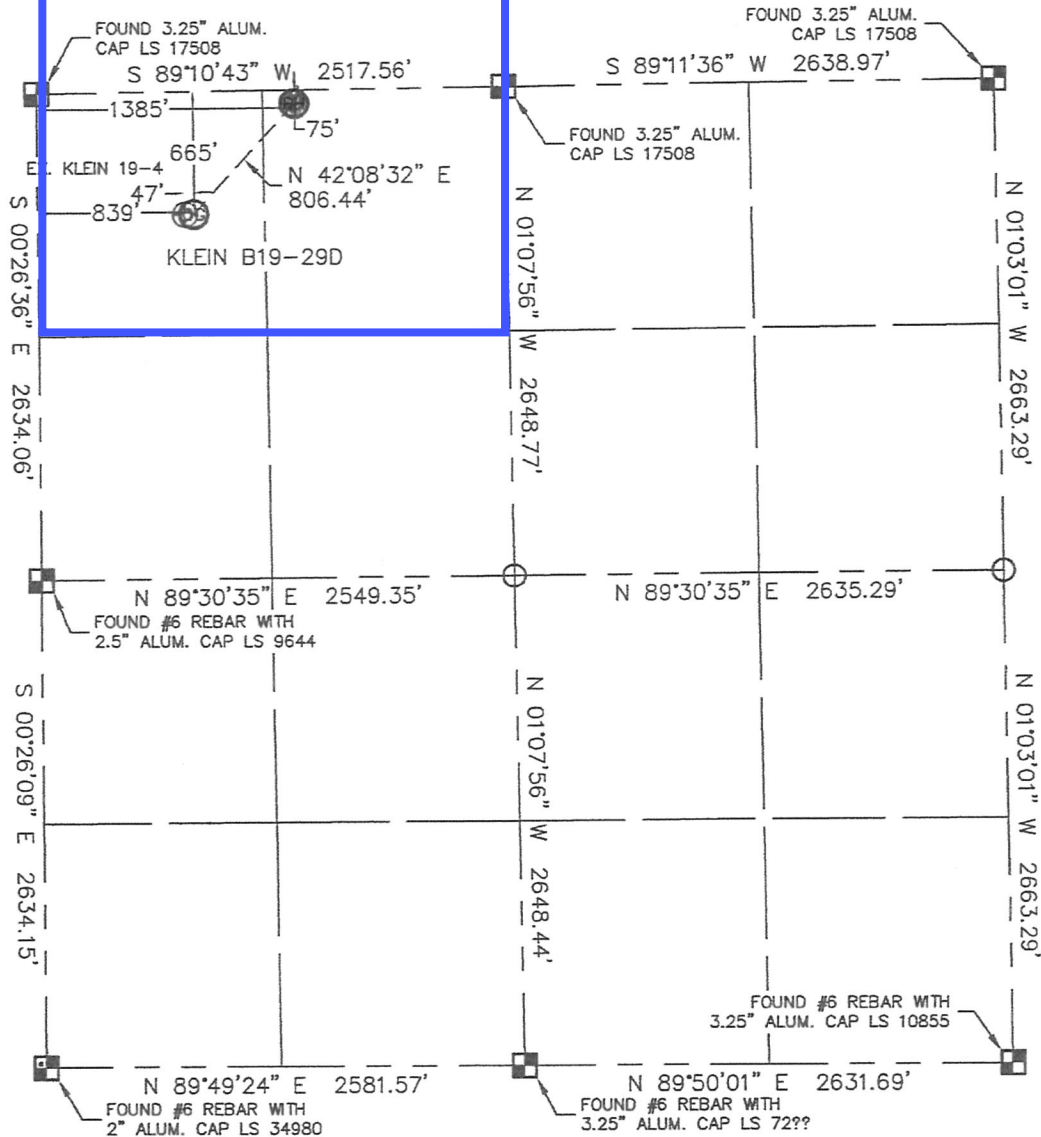 FOUND 3.25" ALUM.
CAP LS 17508
FOUND 3.25" ALUM.
CAP LS 17508
S 89°10'43" W 2517.56'
S 89°11'36" W 2638.97'
1385'
75'
FOUND 3.25" ALUM.
CAP LS 17508
665'
EX. KLEIN 19-4
N 42°08'32" E
806.44'
47'
839'
KLEIN B19-29D
S 00°26'36" E 2634.06'
N 01°07'56" W 2648.77'
N 01°03'01" W 2663.29'
N 89°30'35" E 2549.35'
N 89°30'35" E 2635.29'
FOUND #6 REBAR WITH
2.5" ALUM. CAP LS 9644
S 00°26'09" E 2634.15'
N 01°07'56" W 2648.44'
N 01°03'01" W 2663.29'
FOUND #6 REBAR WITH
3.25" ALUM. CAP LS 10855
N 89°49'24" E 2581.57'
N 89°50'01" E 2631.69'
FOUND #6 REBAR WITH
2" ALUM. CAP LS 34980
FOUND #6 REBAR WITH
3.25" ALUM. CAP LS 72??